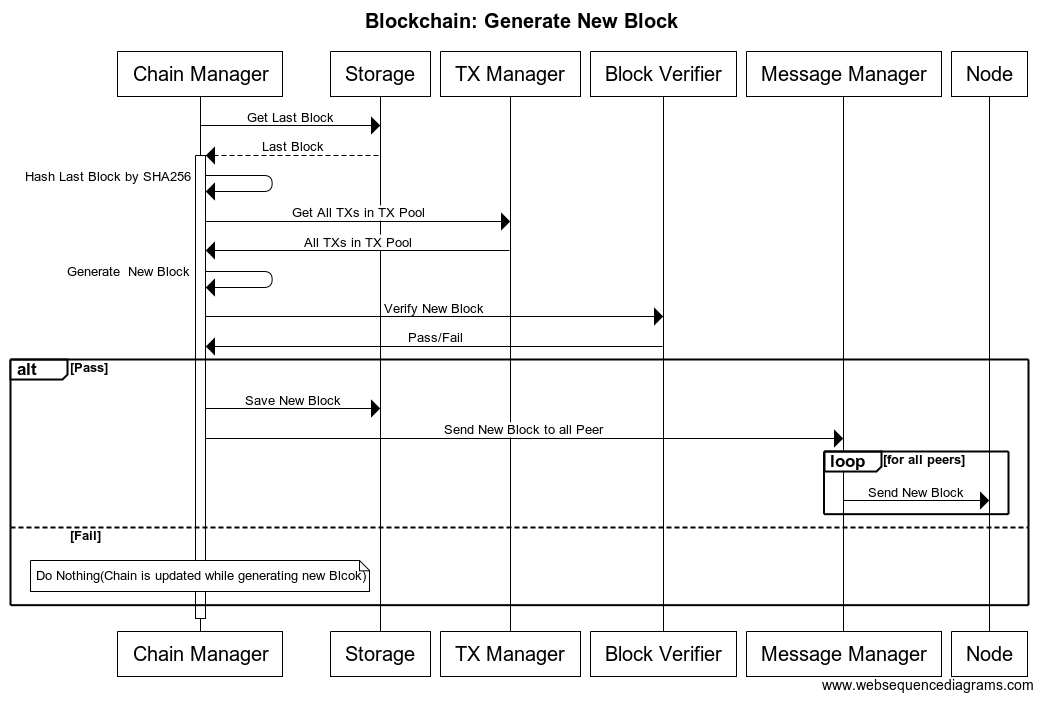 Blockchain: Generate New Block
Chain Manager
Storage
TX Manager
Block Verifier
Message Manager
Node
Get Last Block
Last Block
Hash Last Block by SHA256
Get All TXs in TX Pool
All TXs in TX Pool
Generate  New Block
Verify New Block
Pass/Fail
alt
[Pass]
Save New Block
Send New Block to all Peer
loop
[for all peers]
Send New Block
[Fail]
Do Nothing(Chain is updated while generating new Blcok)
Chain Manager
Storage
TX Manager
Block Verifier
Message Manager
Node
www.websequencediagrams.com